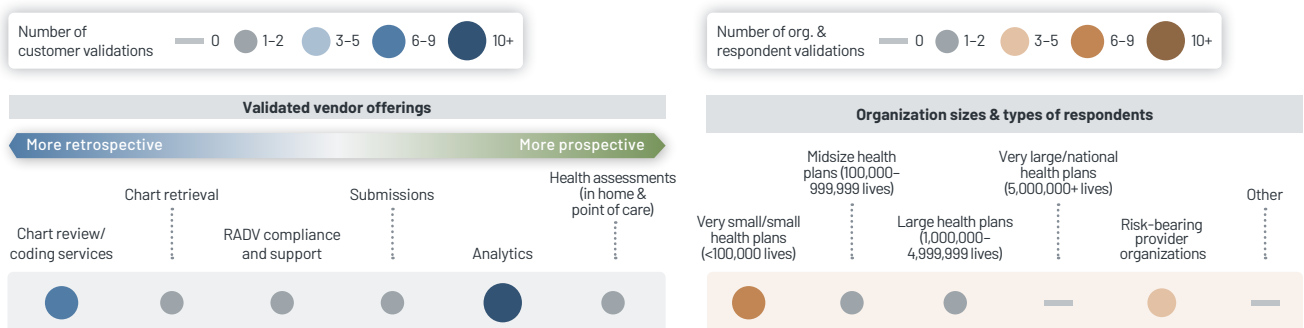 Number of
customer validations
0
1–2
3–5
6–9
10+
Number of org. &
respondent validations
0
1–2
3–5
6–9
10+
Validated vendor offerings
More retrospective
More prospective
Chart review/
coding services
Chart retrieval
RADV compliance
and support
Submissions
Analytics
Health assessments
(in home &
point of care)
Organization sizes & types of respondents
Very small/small
health plans
(<100,000 lives)
Midsize health
plans (100,000–
999,999 lives)
Large health plans
(1,000,000–
4,999,999 lives)
Very large/national
health plans
(5,000,000+ lives)
Risk-bearing
provider
organizations
Other